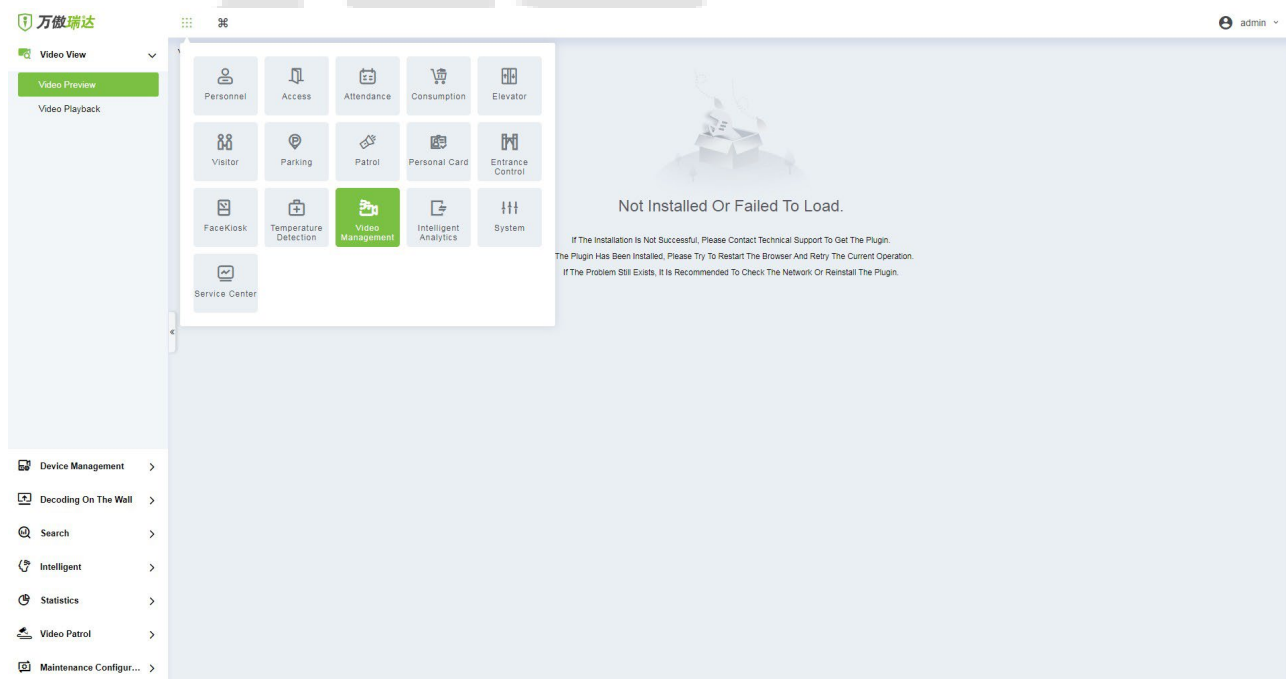 万傲瑞达
admin
Video View
Video Preview
Video Playback
Personnel
Access
Attendance
Consumption
Elevator
Visitor
Parking
Patrol
Personal Card
Entrance
Control
FaceKiosk
Temperature
Detection
Video
Management
Intelligent
Analytics
System
Service Center
Not Installed Or Failed To Load.
If The Installation Is Not Successful, Please Contact Technical Support To Get The Plugin.
The Plugin Has Been Installed, Please Try To Restart The Browser And Retry The Current Operation.
If The Problem Still Exists, It Is Recommended To Check The Network Or Reinstall The Plugin.
Device Management
Decoding On The Wall
Search
Intelligent
Statistics
Video Patrol
Maintenance Configur...